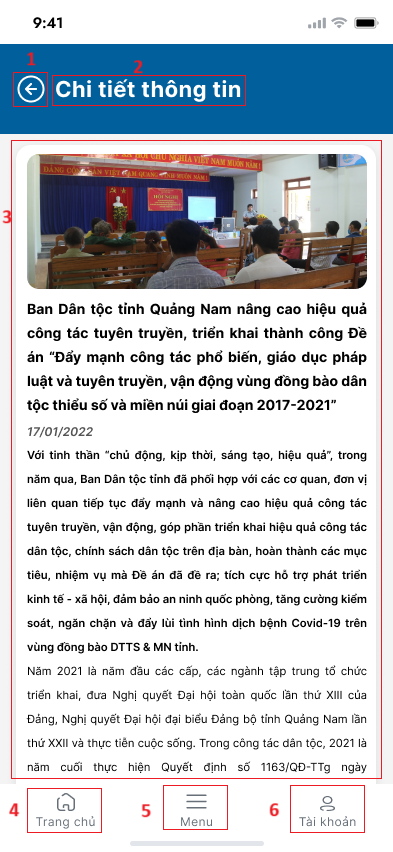 9:41
1
2
Chi tiết thông tin
3
ĐẢNG CỘNG SẢN VIỆT NAM QUANG VINH MUÔN NĂM!
HỘI NGHỊ
Ban Dân tộc tỉnh Quảng Nam nâng cao hiệu quả
công tác tuyên truyền, triển khai thành công Đề
án “Đẩy mạnh công tác phổ biến, giáo dục pháp
luật và tuyên truyền, vận động vùng đồng bào dân
tộc thiểu số và miền núi giai đoạn 2017-2021”
17/01/2022
Với tinh thần “chủ động, kịp thời, sáng tạo, hiệu quả”, trong
năm qua, Ban Dân tộc tỉnh đã phối hợp với các cơ quan, đơn vị
liên quan tiếp tục đẩy mạnh và nâng cao hiệu quả công tác
tuyên truyền, vận động, góp phần triển khai hiệu quả công tác
dân tộc, chính sách dân tộc trên địa bàn, hoàn thành các mục
tiêu, nhiệm vụ mà Đề án đã đề ra; tích cực hỗ trợ phát triển
kinh tế - xã hội, đảm bảo an ninh quốc phòng, tăng cường kiểm
soát, ngăn chặn và đẩy lùi tình hình dịch bệnh Covid-19 trên
vùng đồng bào DTTS & MN tỉnh.
Năm 2021 là năm đầu các cấp, các ngành tập trung tổ chức
triển khai, đưa Nghị quyết Đại hội toàn quốc lần thứ XIII của
Đảng, Nghị quyết Đại hội đại biểu Đảng bộ tỉnh Quảng Nam lần
thứ XXII và thực tiễn cuộc sống. Trong công tác dân tộc, 2021 là
năm cuối thực hiện Quyết định số 1163/QĐ-TTg ngày
4
Trang chủ
5
Menu
6
Tài khoản